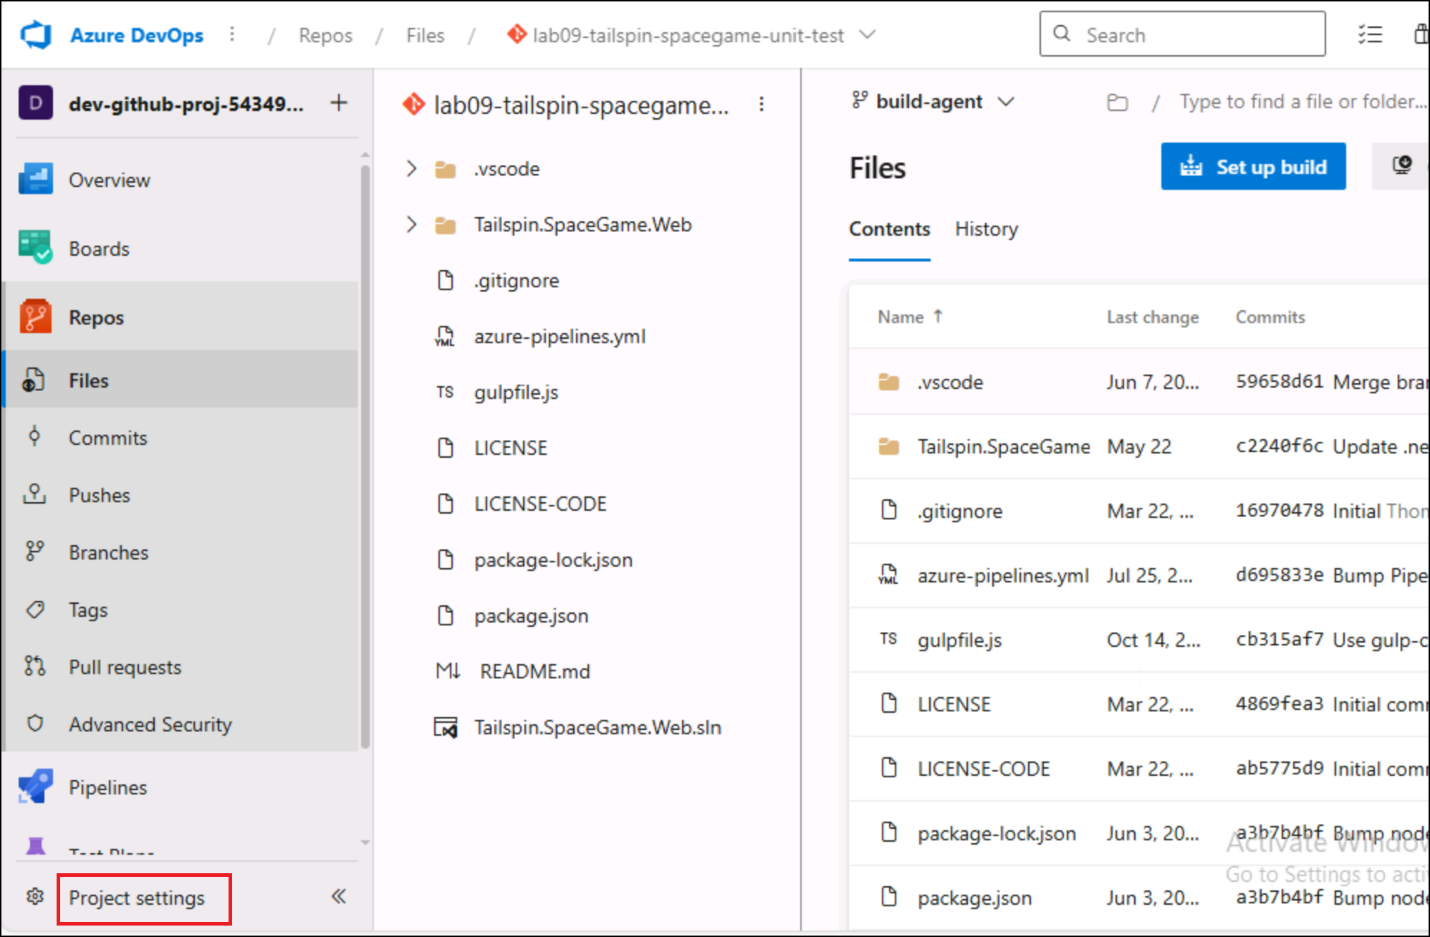 Azure DevOps / Repos / Files / lab09-tailspin-spacegame-unit-test Search
D dev-github-proj-54349...
Overview
Boards
Repos
Files
Commits
Pushes
Branches
Tags
Pull requests
Advanced Security
Pipelines
Test Plans
Project settings
lab09-tailspin-spacegame...
.vscode
Tailspin.SpaceGame.Web
.gitignore
YML azure-pipelines.yml
TS gulpfile.js
LICENSE
LICENSE-CODE
package-lock.json
package.json
M↓ README.md
Tailspin.SpaceGame.Web.sln
build-agent / Type to find a file or folder...
Files Set up build
Contents History
Name ↑ Last change Commits
.vscode Jun 7, 20... 59658d61 Merge bra
Tailspin.SpaceGame May 22 c2240f6c Update .ne
.gitignore Mar 22, ... 16970478 Initial Thon
YML azure-pipelines.yml Jul 25, 2... d695833e Bump Pipe
TS gulpfile.js Oct 14, 2... cb315af7 Use gulp-c
LICENSE Mar 22, ... 4869fea3 Initial com
LICENSE-CODE Mar 22, ... ab5775d9 Initial com
package-lock.json Jun 3, 20... a3b7b4bf Bump node
package.json Jun 3, 20... a3b7b4bf Bump node
Activate Window
Go to Settings to acti